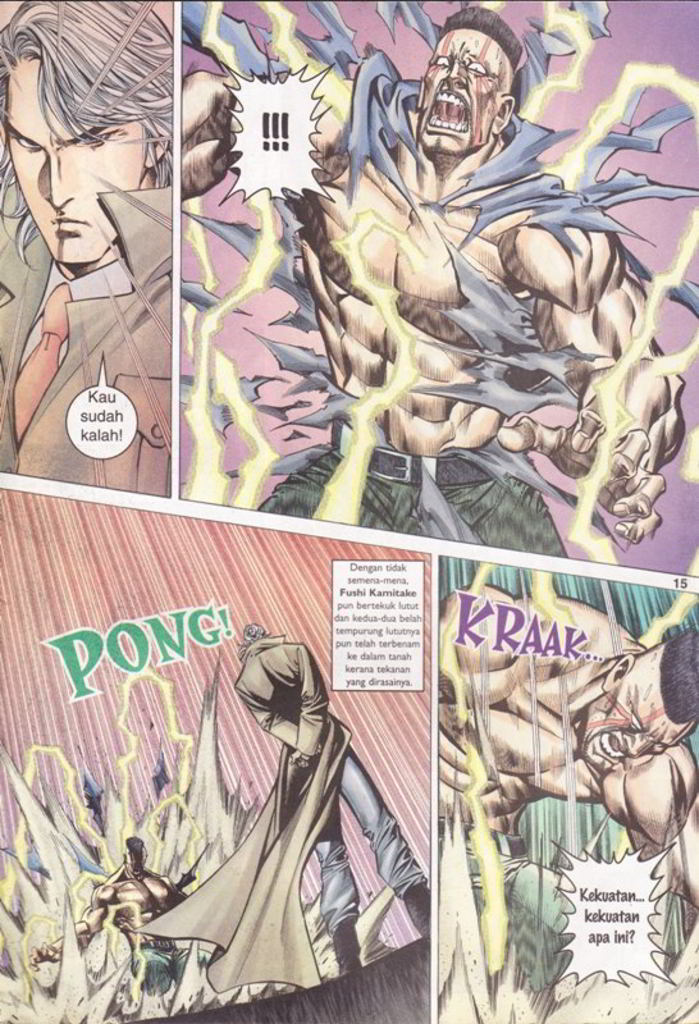 Kau
sudah
kalah!
!!!
PONG!
Dengan tidak
semena-mena,
Fushi Kamitake
pun bertekuk lutut
dan kedua-dua belah
tempurung lututnya
pun telah terbenam
ke dalam tanah
kerana tekanan
yang dirasainya.
15
KRAAK...
Kekuatan...
kekuatan
apa ini?